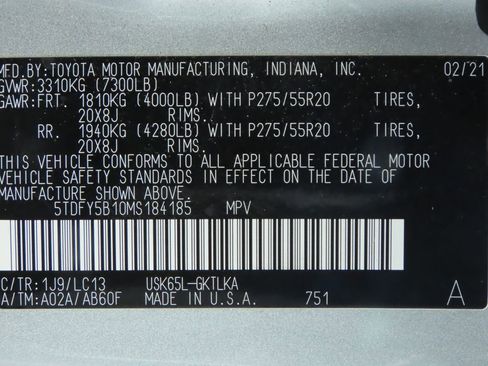 MFD.BY:TOYOTA MOTOR MANUFACTURING, INDIANA, INC. 02/21
GVWR:3310KG (7300LB)
GAWR:FRT. 1810KG (4000LB) WITH P275/55R20 TIRES,
20X8J RIMS.
RR. 1940KG (4280LB) WITH P275/55R20 TIRES,
20X8J RIMS.
THIS VEHICLE CONFORMS TO ALL APPLICABLE FEDERAL MOTOR
VEHICLE SAFETY STANDARDS IN EFFECT ON THE DATE OF
MANUFACTURE SHOWN ABOVE.
5TDFY5B10MS184185 MPV
C/TR:1J9/LC13 USK65L-GKTLKA
A/TM:A02A/AB60F MADE IN U.S.A. 751 A